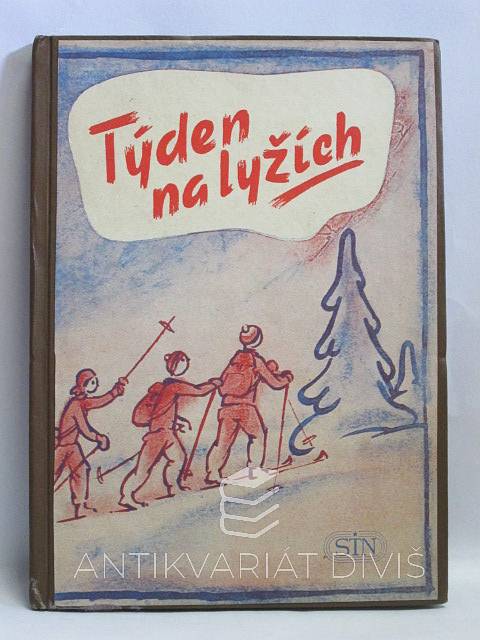 Týden
na lyžích
SÍN
ANTIKVARIÁT DIVIŠ